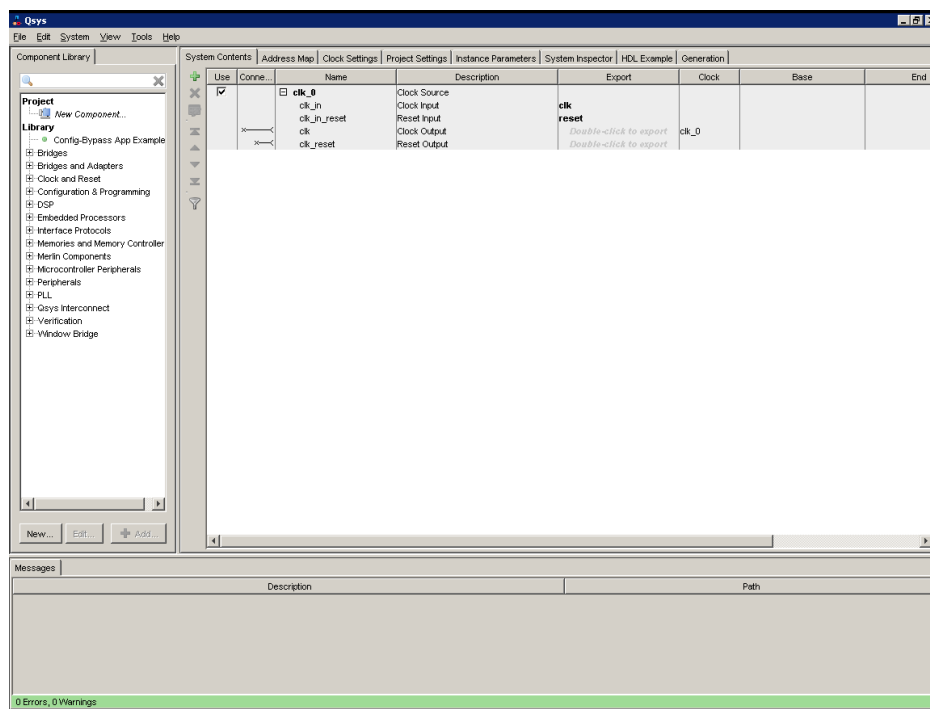 Qsys
File Edit System View Tools Help
Component Library
System Contents Address Map Clock Settings Project Settings Instance Parameters System Inspector HDL Example Generation
Project
New Component...
Library
Config-Bypass App Example
Bridges
Bridges and Adapters
Clock and Reset
Configuration & Programming
DSP
Embedded Processors
Interface Protocols
Memories and Memory Controller
Merlin Components
Microcontroller Peripherals
Peripherals
PLL
Qsys Interconnect
Verification
Window Bridge
New... Edit... Add...
Use Conne... Name Description Export Clock Base End
clk_0 Clock Source
clk_in Clock Input clk
clk_in_reset Reset Input reset
clk Clock Output Double-click to export clk_0
clk_reset Reset Output Double-click to export
Messages
Description Path
0 Errors, 0 Warnings